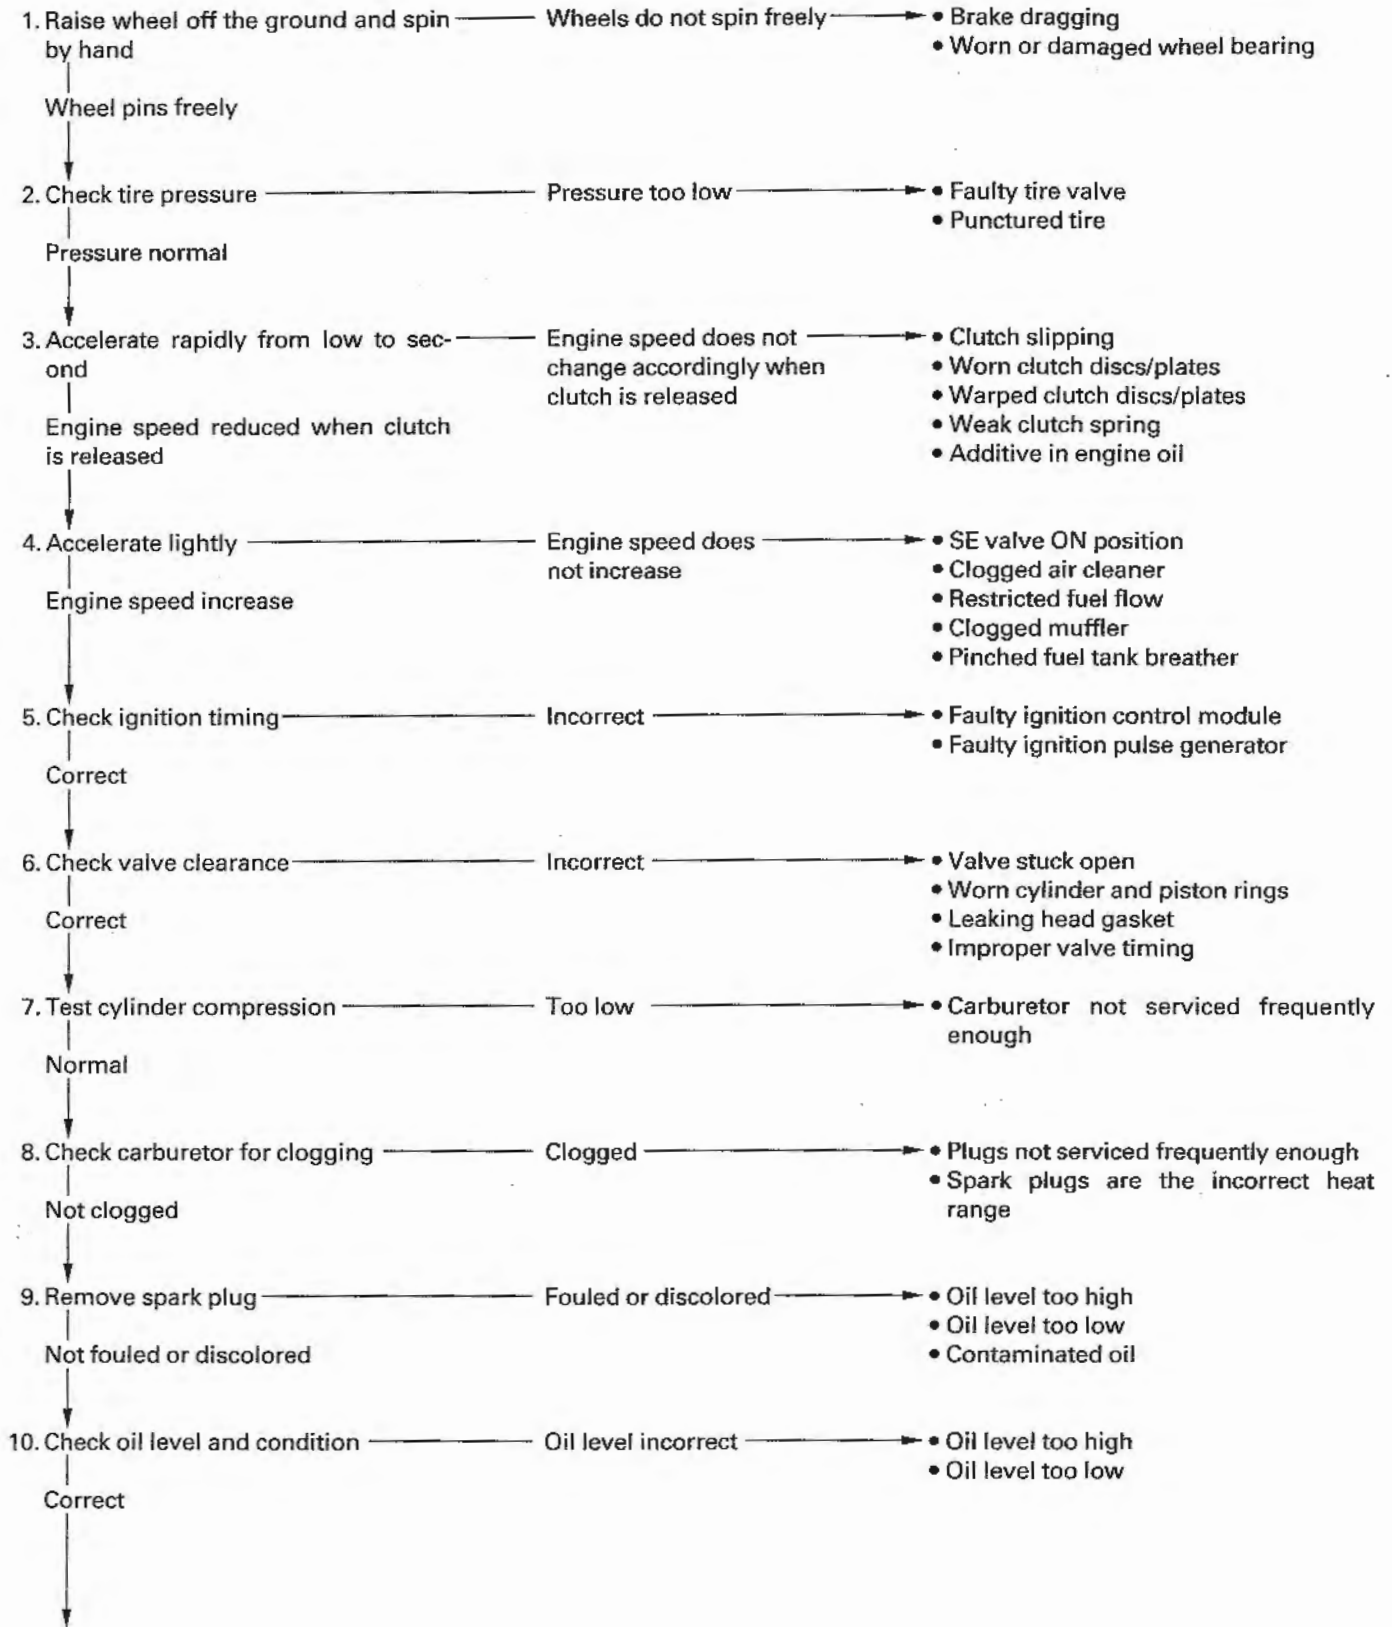 1. Raise wheel off the ground and spin by hand
Wheels do not spin freely
• Brake dragging
• Worn or damaged wheel bearing
Wheel pins freely
2. Check tire pressure
Pressure too low
• Faulty tire valve
• Punctured tire
Pressure normal
3. Accelerate rapidly from low to sec-
ond
Engine speed does not
change accordingly when
clutch is released
• Clutch slipping
• Worn clutch discs/plates
• Warped clutch discs/plates
• Weak clutch spring
• Additive in engine oil
Engine speed reduced when clutch
is released
4. Accelerate lightly
Engine speed does
not increase
• SE valve ON position
• Clogged air cleaner
• Restricted fuel flow
• Clogged muffler
• Pinched fuel tank breather
Engine speed increase
5. Check ignition timing
Incorrect
• Faulty ignition control module
• Faulty ignition pulse generator
Correct
6. Check valve clearance
Incorrect
• Valve stuck open
• Worn cylinder and piston rings
• Leaking head gasket
• Improper valve timing
Correct
7. Test cylinder compression
Too low
• Carburetor not serviced frequently
enough
Normal
8. Check carburetor for clogging
Clogged
• Plugs not serviced frequently enough
• Spark plugs are the incorrect heat
range
Not clogged
9. Remove spark plug
Fouled or discolored
• Oil level too high
• Oil level too low
• Contaminated oil
Not fouled or discolored
10. Check oil level and condition
Oil level incorrect
• Oil level too high
• Oil level too low
Correct